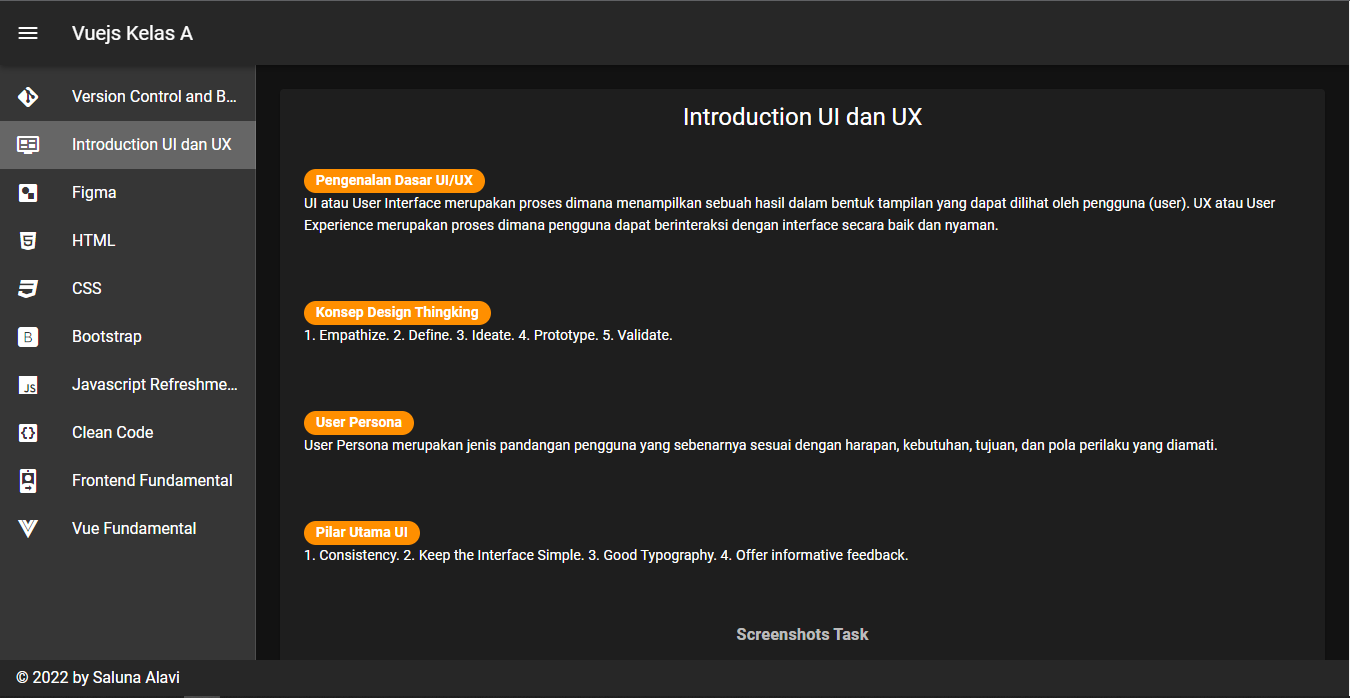 Vuejs Kelas A
Version Control and B...
Introduction UI dan UX
Figma
HTML
CSS
Bootstrap
Javascript Refreshme...
Clean Code
Frontend Fundamental
Vue Fundamental
Introduction UI dan UX
Pengenalan Dasar UI/UX
UI atau User Interface merupakan proses dimana menampilkan sebuah hasil dalam bentuk tampilan yang dapat dilihat oleh pengguna (user). UX atau User
Experience merupakan proses dimana pengguna dapat berinteraksi dengan interface secara baik dan nyaman.
Konsep Design Thingking
1. Empathize. 2. Define. 3. Ideate. 4. Prototype. 5. Validate.
User Persona
User Persona merupakan jenis pandangan pengguna yang sebenarnya sesuai dengan harapan, kebutuhan, tujuan, dan pola perilaku yang diamati.
Pilar Utama UI
1. Consistency. 2. Keep the Interface Simple. 3. Good Typography. 4. Offer informative feedback.
Screenshots Task
© 2022 by Saluna Alavi